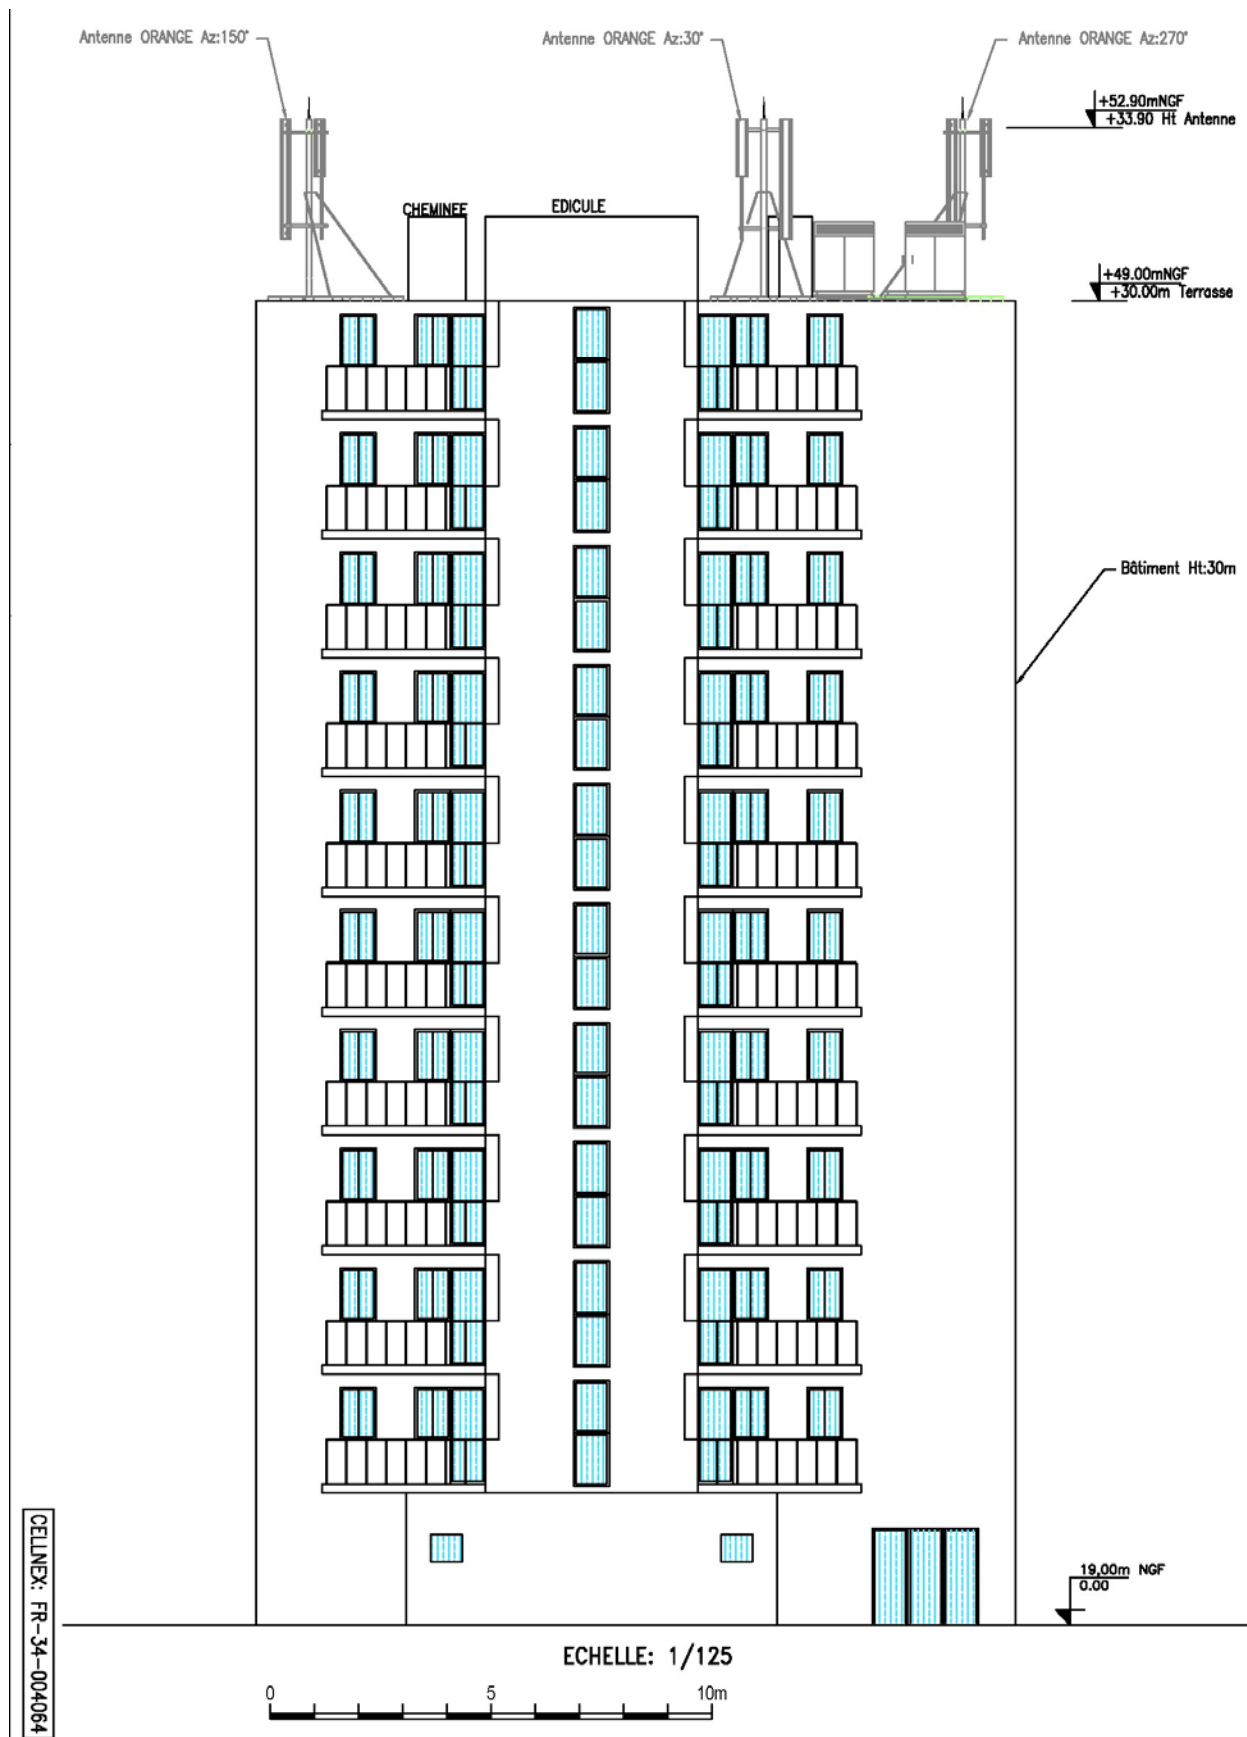 Antenne ORANGE Az:150°
Antenne ORANGE Az:30°
Antenne ORANGE Az:270°
+52.90mNGF
+33.90 Ht Antenne
CHEMINEE
EDICULE
+49.00mNGF
+30.00m Terrasse
Bâtiment Ht:30m
19,00m NGF
0.00
CELLNEX: FR-34-004064
ECHELLE: 1/125
0 5 10m